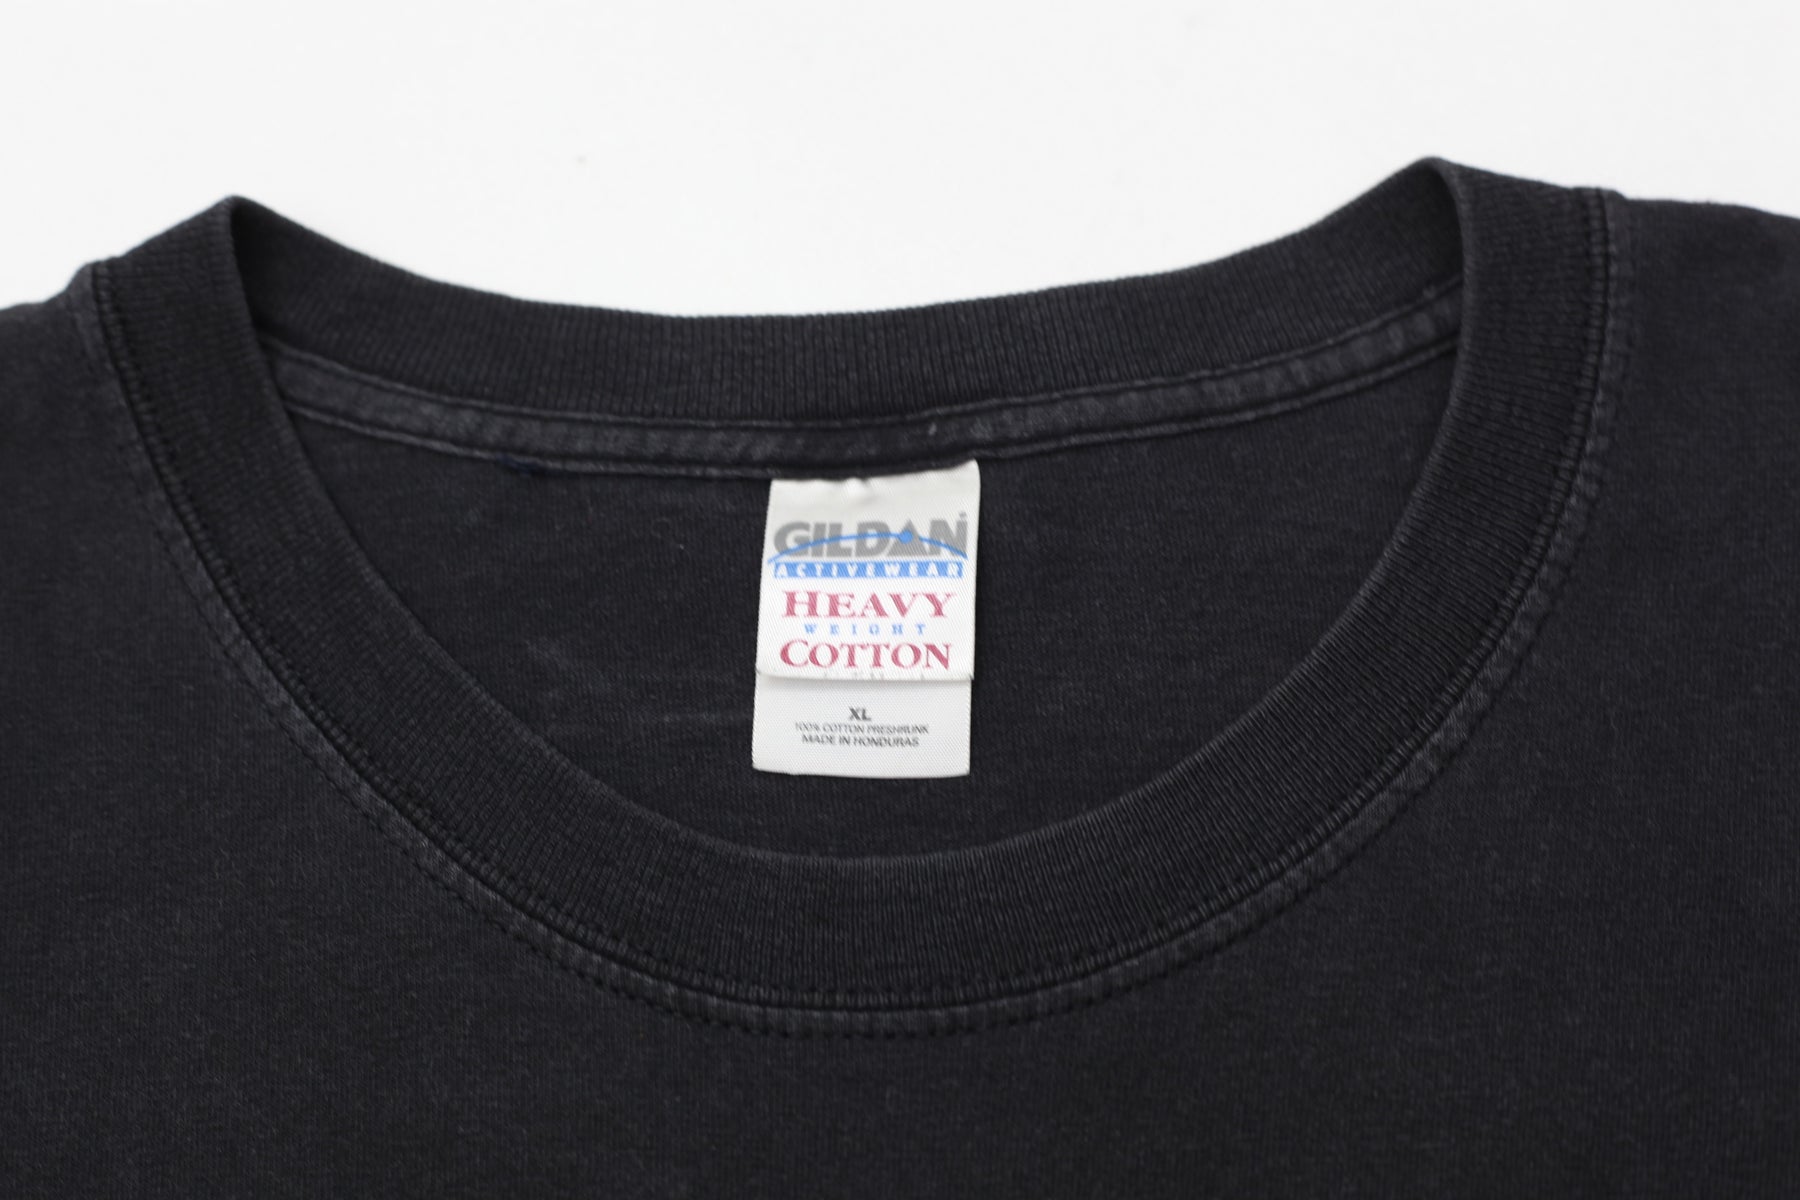 GILDAN®
ACTIVEWEAR
HEAVY
WEIGHT
COTTON
XL
100% COTTON PRESHRUNK
MADE IN HONDURAS